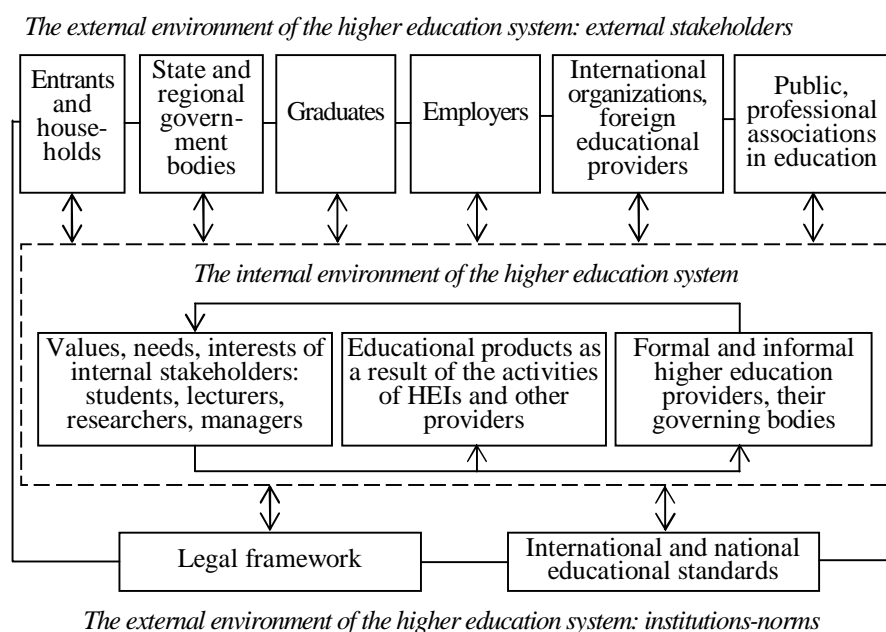 The external environment of the higher education system: external stakeholders
Entrants
and
house-
holds
State and
regional
govern-
ment
bodies
Graduates
Employers
International
organizations,
foreign
educational
providers
Public,
professional
associations
in education
The internal environment of the higher education system
Values, needs, interests of
internal stakeholders:
students, lecturers,
researchers, managers
Educational products as
a result of the activities
of HEIs and other
providers
Formal and informal
higher education
providers, their
governing bodies
Legal framework
International and national
educational standards
The external environment of the higher education system: institutions-norms